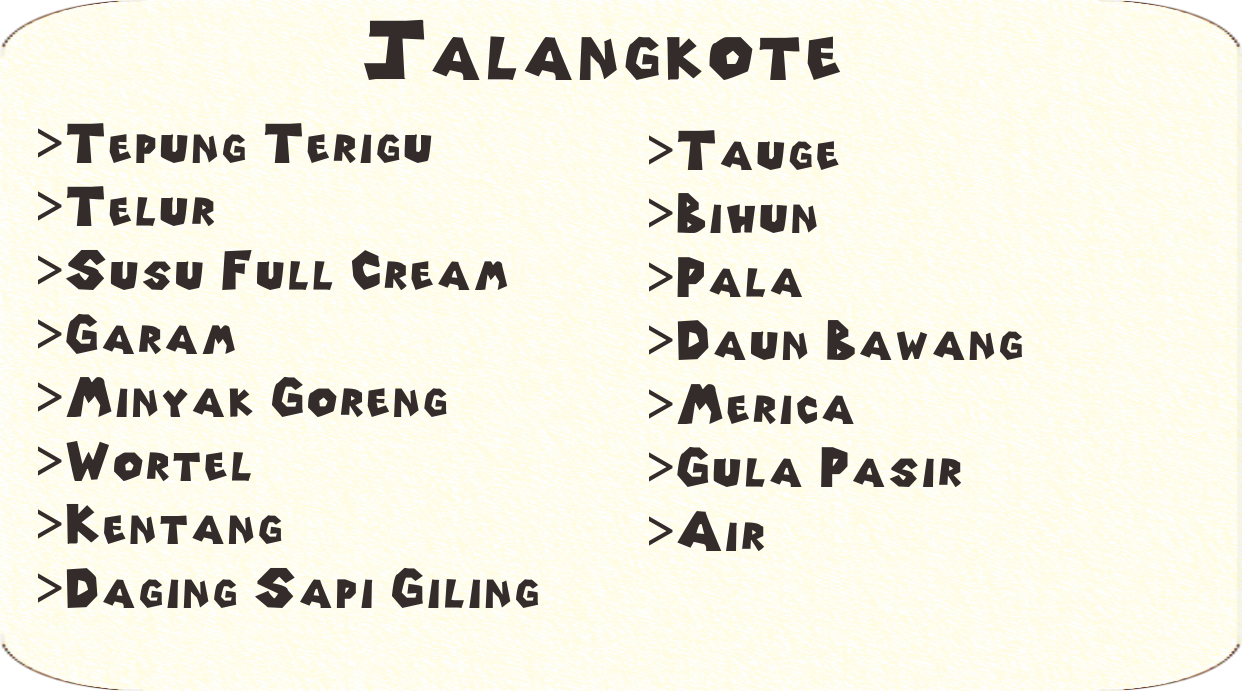 Jalangkote
>Tepung Terigu
>Telur
>Susu Full Cream
>Garam
>Minyak Goreng
>Wortel
>Kentang
>Daging Sapi Giling
>Tauge
>Bihun
>Pala
>Daun Bawang
>Merica
>Gula Pasir
>Air